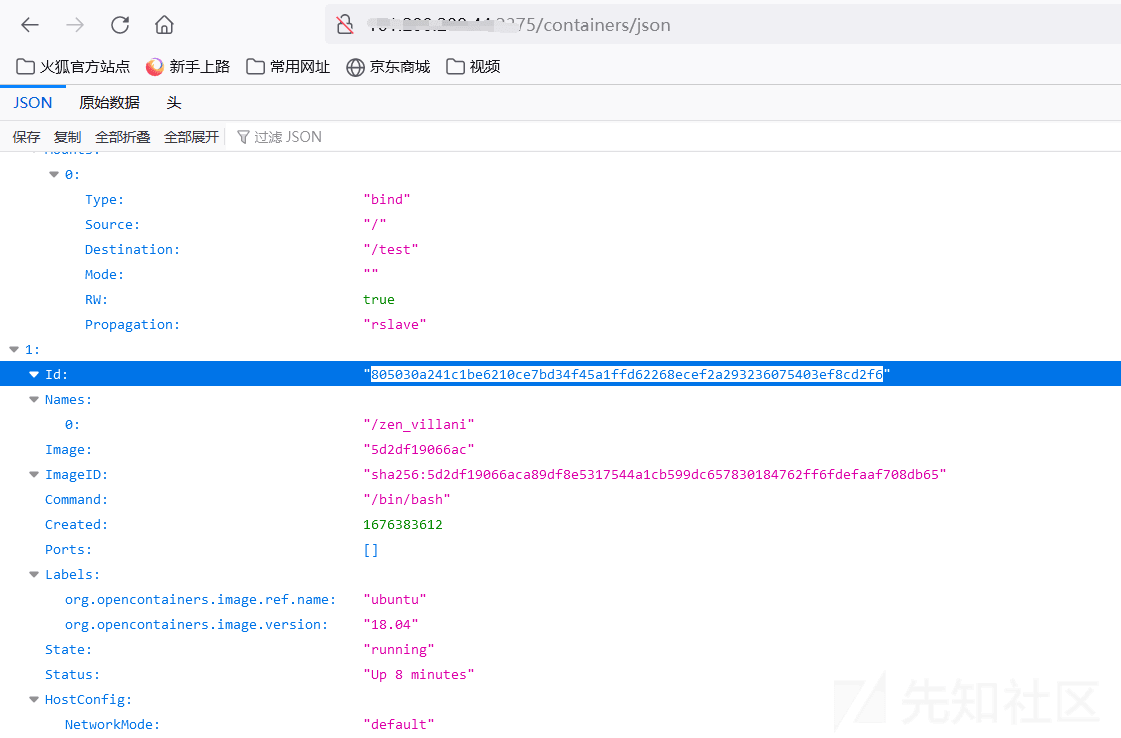 375/containers/json
火狐官方站点 新手上路 常用网址 京东商城 视频
JSON 原始数据 头
保存 复制 全部折叠 全部展开 过滤 JSON
0:
Type: "bind"
Source: "/"
Destination: "/test"
Mode: ""
RW: true
Propagation: "rslave"
1:
Id: "805030a241c1be6210ce7bd34f45a1ffd62268ecef2a293236075403ef8cd2f6"
Names:
0: "/zen_villani"
Image: "5d2df19066ac"
ImageID: "sha256:5d2df19066aca89df8e5317544a1cb599dc657830184762ff6fdefaaf708db65"
Command: "/bin/bash"
Created: 1676383612
Ports: []
Labels:
org.opencontainers.image.ref.name: "ubuntu"
org.opencontainers.image.version: "18.04"
State: "running"
Status: "Up 8 minutes"
HostConfig:
NetworkMode: "default"
先知社区